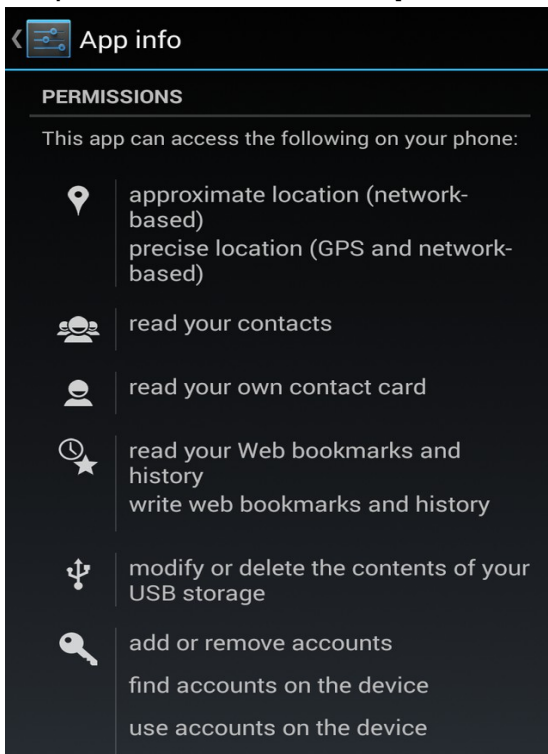 App info
PERMISSIONS
This app can access the following on your phone:
approximate location (network-
based)
precise location (GPS and network-
based)
read your contacts
read your own contact card
read your Web bookmarks and
history
write web bookmarks and history
modify or delete the contents of your
USB storage
add or remove accounts
find accounts on the device
use accounts on the device